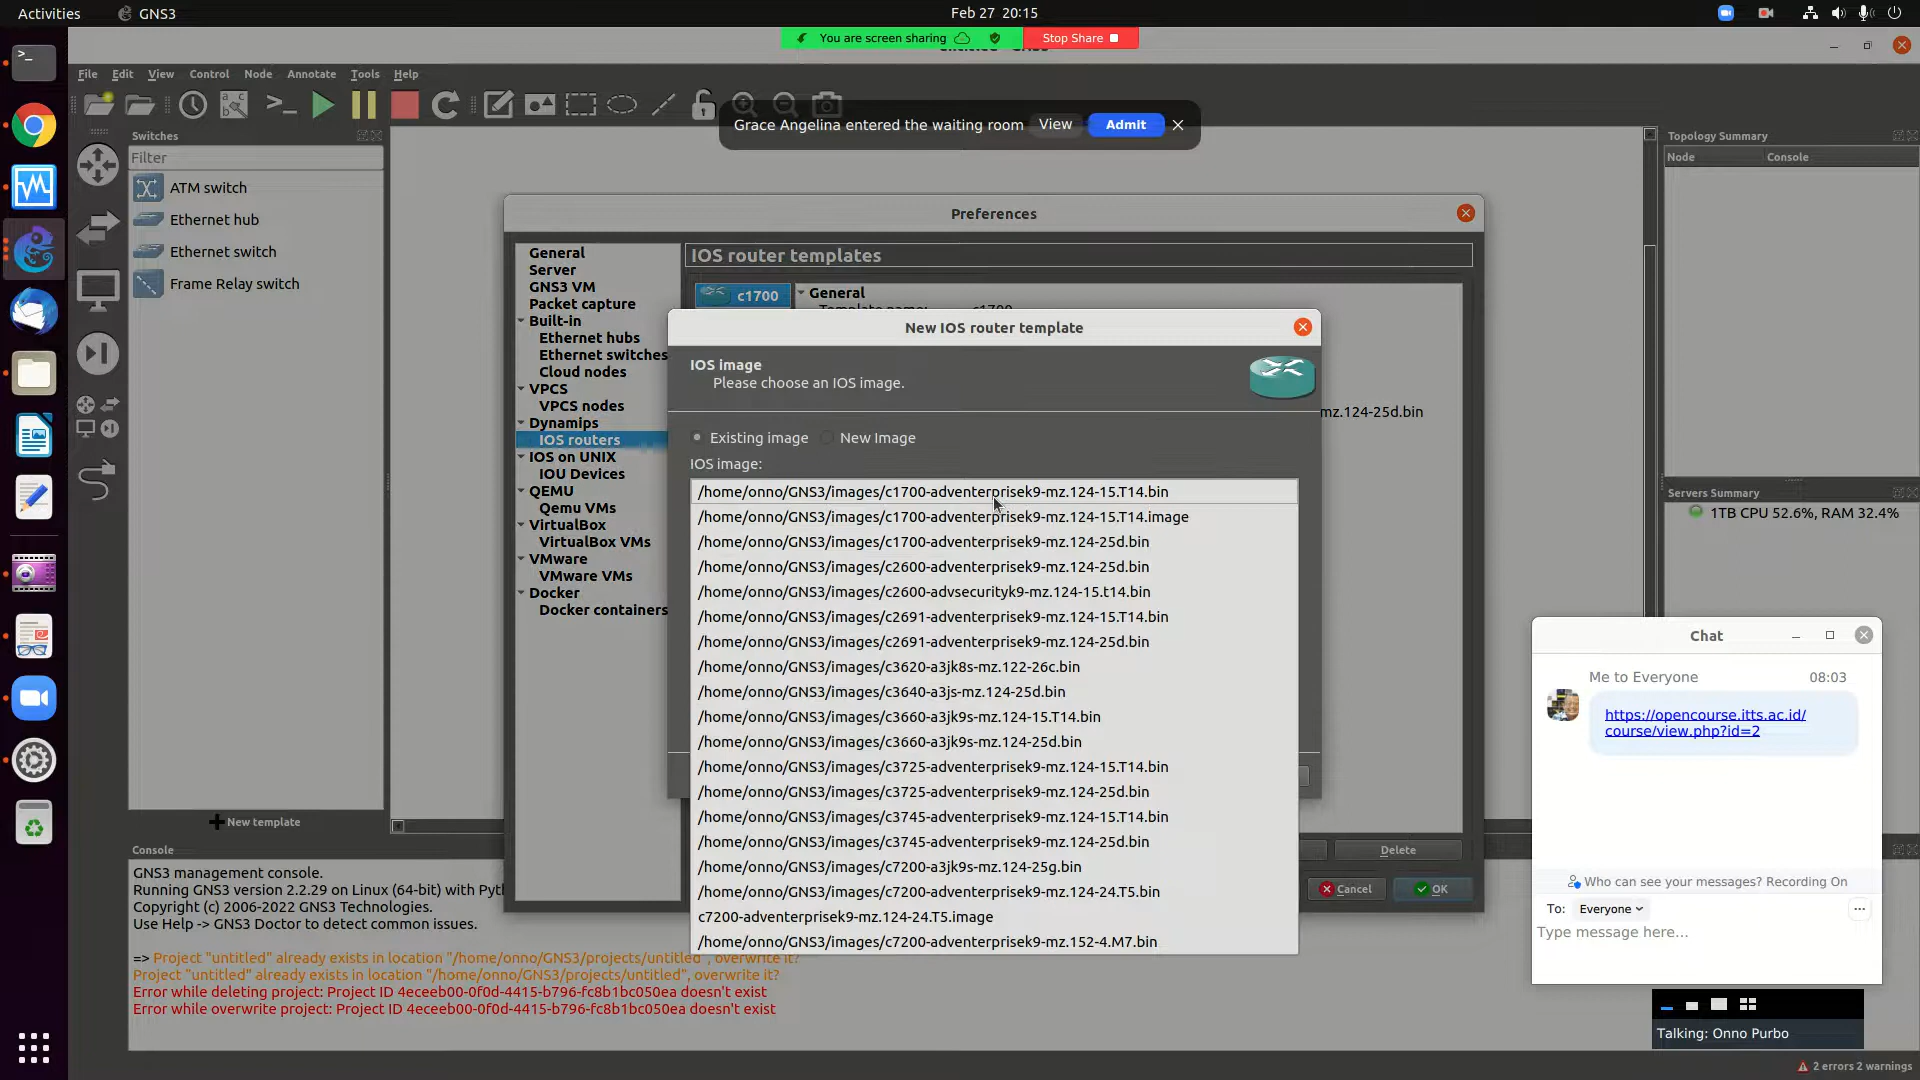 Activities
GNS3
Feb 27 20:15
You are screen sharing
Stop Share
File Edit View Control Node Annotate Tools Help
Grace Angelina entered the waiting room View Admit
Switches
Filter
ATM switch
Ethernet hub
Ethernet switch
Frame Relay switch
New template
Topology Summary
Node Console
Servers Summary
1TB CPU 52.6%, RAM 32.4%
Preferences
General
Server
GNS3 VM
Packet capture
Built-in
Ethernet hubs
Ethernet switches
Cloud nodes
VPCS
VPCS nodes
Dynamips
IOS routers
IOS on UNIX
IOU Devices
QEMU
Qemu VMs
VirtualBox
VirtualBox VMs
VMware
VMware VMs
Docker
Docker containers
IOS router templates
c1700
General
mz.124-25d.bin
New IOS router template
IOS image
Please choose an IOS image.
Existing image New Image
IOS image:
/home/onno/GNS3/images/c1700-adventerprisek9-mz.124-15.T14.bin
/home/onno/GNS3/images/c1700-adventerprisek9-mz.124-15.T14.image
/home/onno/GNS3/images/c1700-adventerprisek9-mz.124-25d.bin
/home/onno/GNS3/images/c2600-adventerprisek9-mz.124-25d.bin
/home/onno/GNS3/images/c2600-advsecurityk9-mz.124-15.t14.bin
/home/onno/GNS3/images/c2691-adventerprisek9-mz.124-15.T14.bin
/home/onno/GNS3/images/c2691-adventerprisek9-mz.124-25d.bin
/home/onno/GNS3/images/c3620-a3jk8s-mz.122-26c.bin
/home/onno/GNS3/images/c3640-a3js-mz.124-25d.bin
/home/onno/GNS3/images/c3660-a3jk9s-mz.124-15.T14.bin
/home/onno/GNS3/images/c3660-a3jk9s-mz.124-25d.bin
/home/onno/GNS3/images/c3725-adventerprisek9-mz.124-15.T14.bin
/home/onno/GNS3/images/c3725-adventerprisek9-mz.124-25d.bin
/home/onno/GNS3/images/c3745-adventerprisek9-mz.124-15.T14.bin
/home/onno/GNS3/images/c3745-adventerprisek9-mz.124-25d.bin
/home/onno/GNS3/images/c7200-a3jk9s-mz.124-25g.bin
/home/onno/GNS3/images/c7200-adventerprisek9-mz.124-24.T5.bin
c7200-adventerprisek9-mz.124-24.T5.image
/home/onno/GNS3/images/c7200-adventerprisek9-mz.152-4.M7.bin
Delete
Cancel OK
Console
GNS3 management console.
Running GNS3 version 2.2.29 on Linux (64-bit) with
Copyright (c) 2006-2022 GNS3 Technologies.
Use Help -> GNS3 Doctor to detect common issues.
=> Project "untitled" already exists in location "/home/onno/GNS3/projects/untitled", overwrite it?
Project "untitled" already exists in location "/home/onno/GNS3/projects/untitled", overwrite it?
Error while deleting project: Project ID 4eceeb00-0f0d-4415-b796-fc8b1bc050ea doesn't exist
Error while overwrite project: Project ID 4eceeb00-0f0d-4415-b796-fc8b1bc050ea doesn't exist
Chat
Me to Everyone 08:03
https://opencourse.itts.ac.id/
course/view.php?id=2
Who can see your messages? Recording On
To: Everyone
Type message here...
Talking: Onno Purbo
2 errors 2 warnings